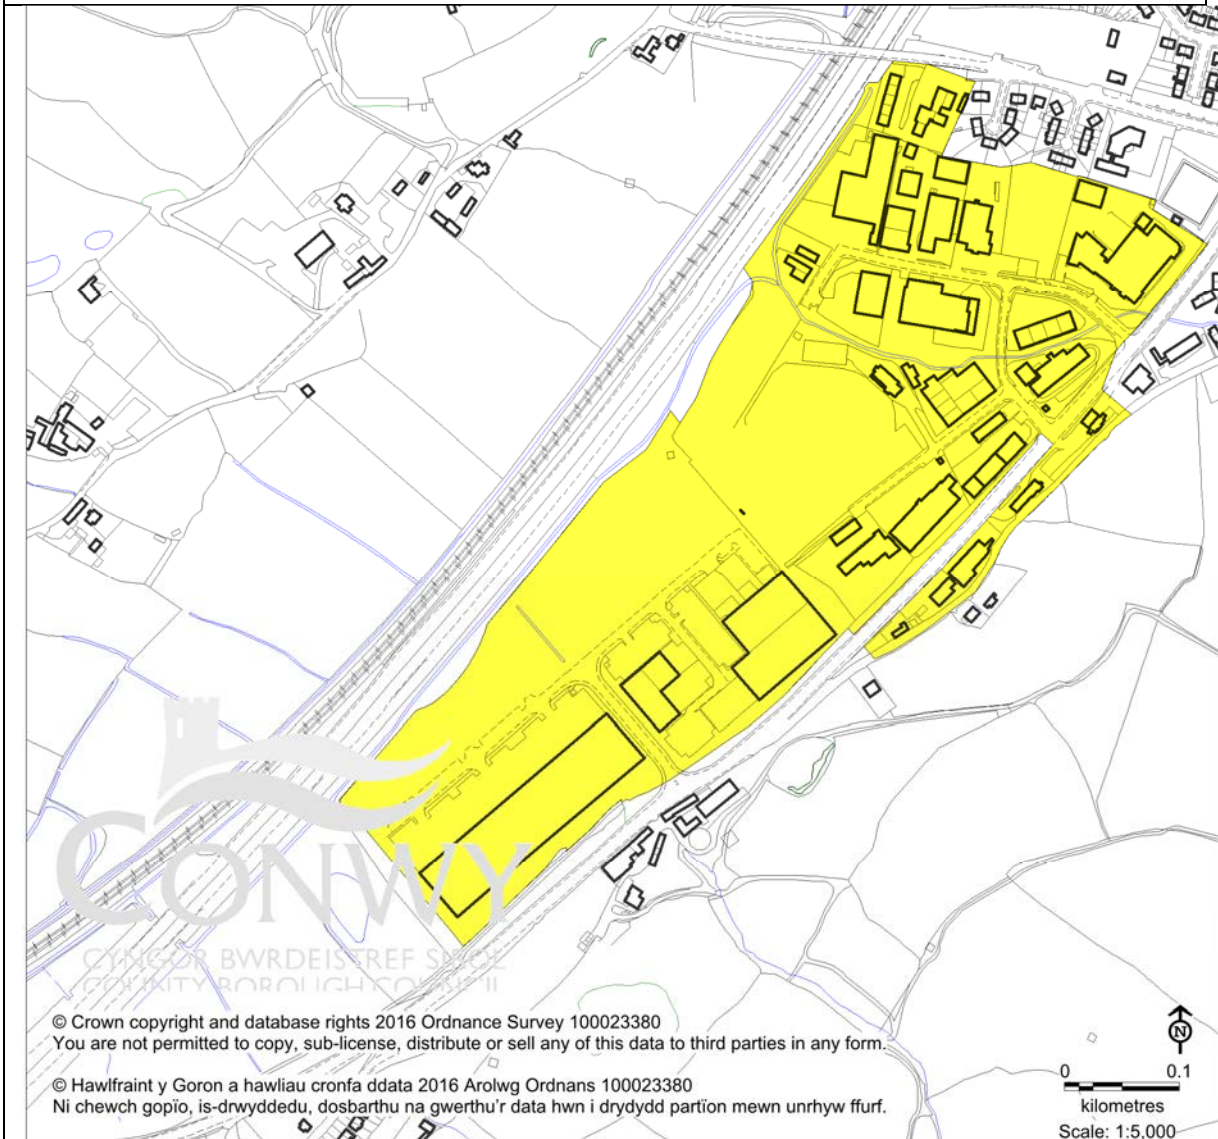 CONWY
CYNGOR BWRDEISTREF SIROL
COUNTY BOROUGH COUNCIL
© Crown copyright and database rights 2016 Ordnance Survey 100023380
You are not permitted to copy, sub-license, distribute or sell any of this data to third parties in any form.
© Hawlfraint y Goron a hawliau cronfa ddata 2016 Arolwg Ordnans 100023380
Ni chewch gopïo, is-drwyddedu, dosbarthu na gwerthu'r data hwn i drydydd partïon mewn unrhyw ffurf.
N
0 0.1
kilometres
Scale: 1:5,000